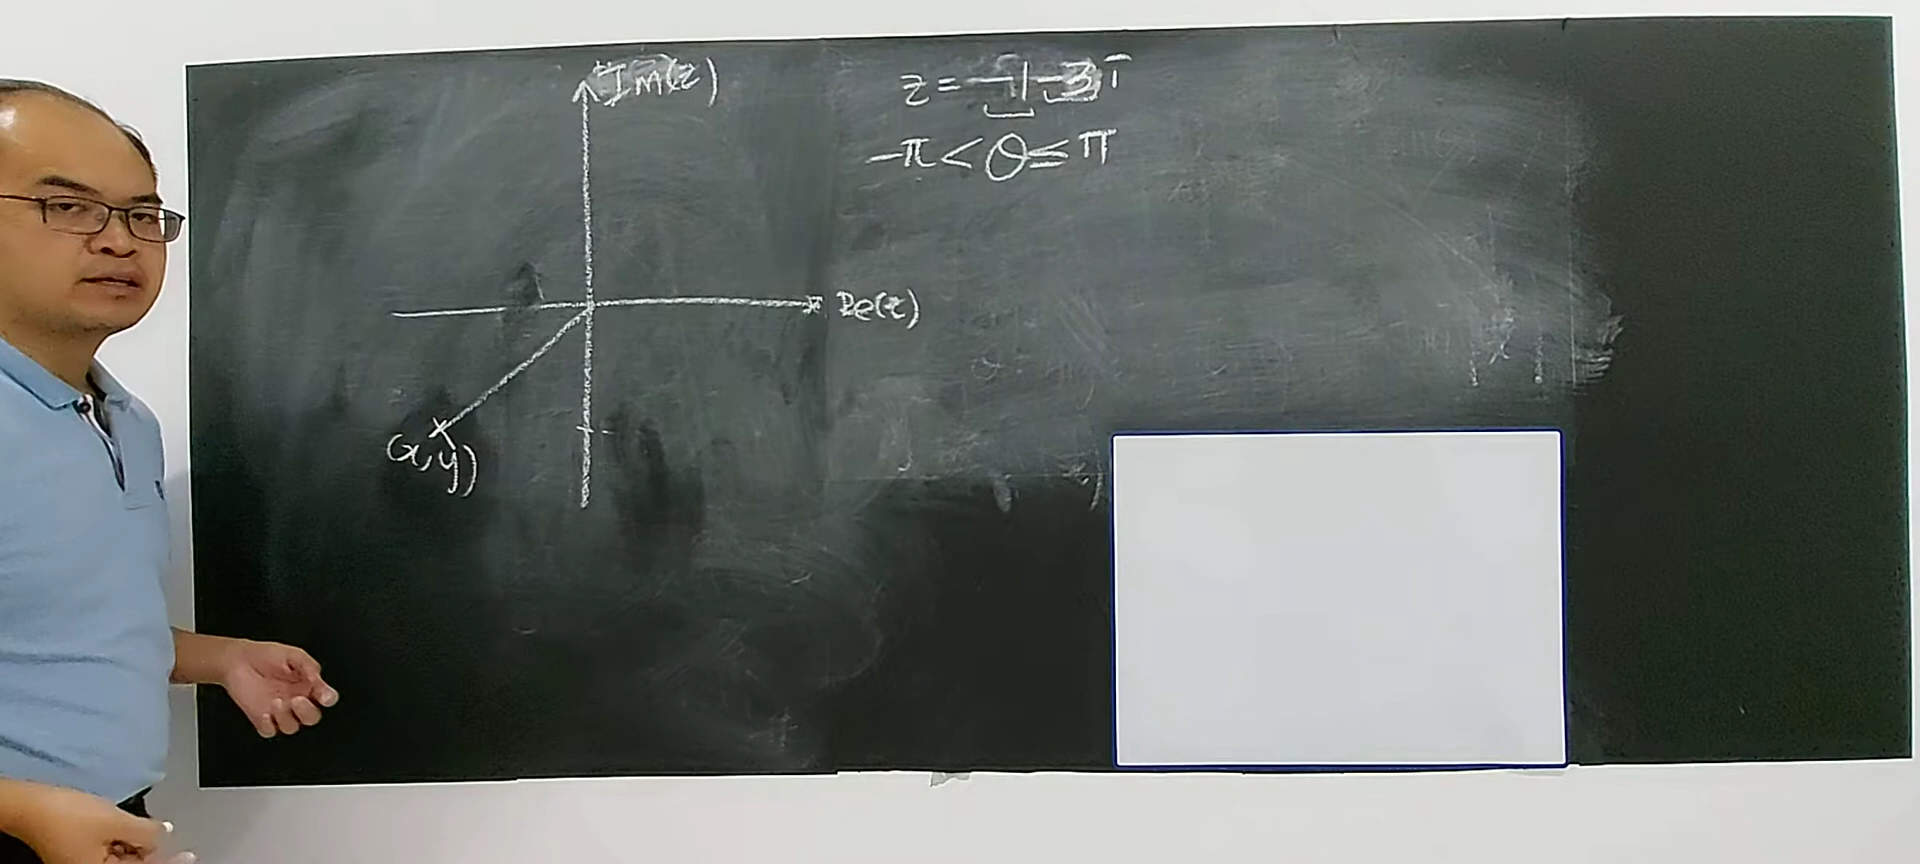 Im(z)
z = -1 -3i
-π < θ ≤ π
Re(z)
(x, y)